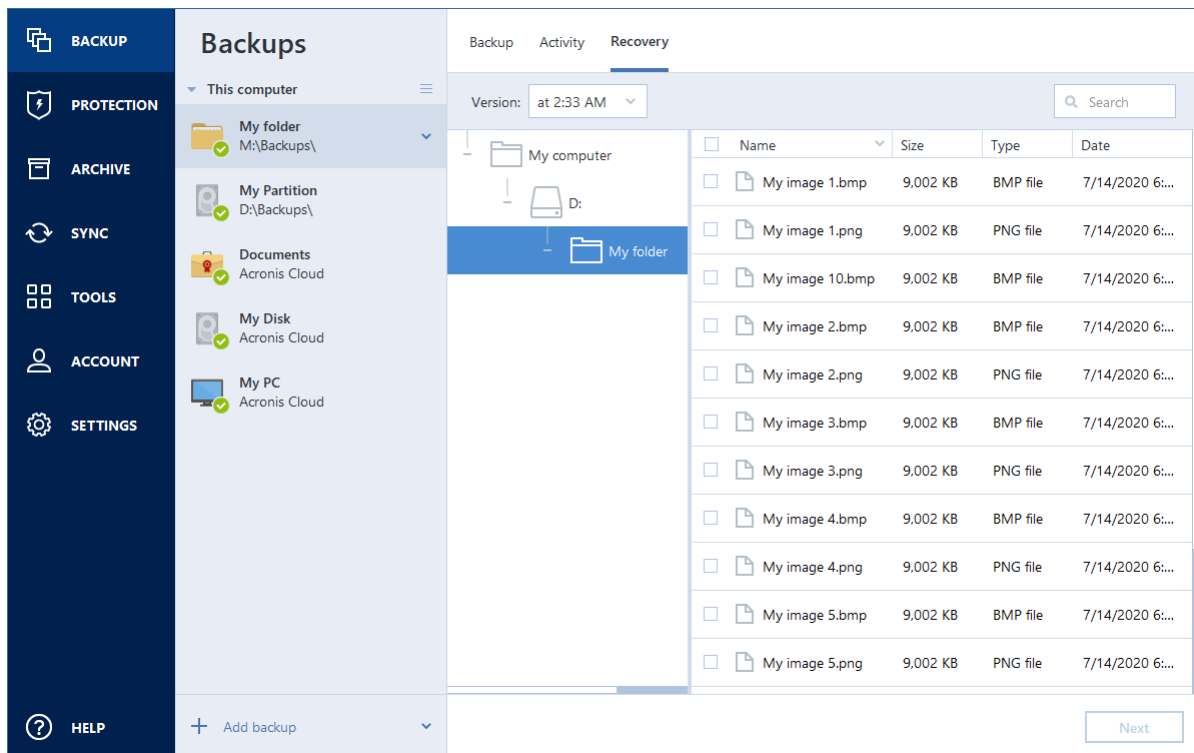 BACKUP
PROTECTION
ARCHIVE
SYNC
TOOLS
ACCOUNT
SETTINGS
HELP
Backups
This computer
My folder
M:\Backups\
My Partition
D:\Backups\
Documents
Acronis Cloud
My Disk
Acronis Cloud
My PC
Acronis Cloud
Add backup
Backup Activity Recovery
Version: at 2:33 AM Search
My computer
D:
My folder
Name Size Type Date
My image 1.bmp 9,002 KB BMP file 7/14/2020 6:...
My image 1.png 9,002 KB PNG file 7/14/2020 6:...
My image 10.bmp 9,002 KB BMP file 7/14/2020 6:...
My image 2.bmp 9,002 KB BMP file 7/14/2020 6:...
My image 2.png 9,002 KB PNG file 7/14/2020 6:...
My image 3.bmp 9,002 KB BMP file 7/14/2020 6:...
My image 3.png 9,002 KB PNG file 7/14/2020 6:...
My image 4.bmp 9,002 KB BMP file 7/14/2020 6:...
My image 4.png 9,002 KB PNG file 7/14/2020 6:...
My image 5.bmp 9,002 KB BMP file 7/14/2020 6:...
My image 5.png 9,002 KB PNG file 7/14/2020 6:...
Next